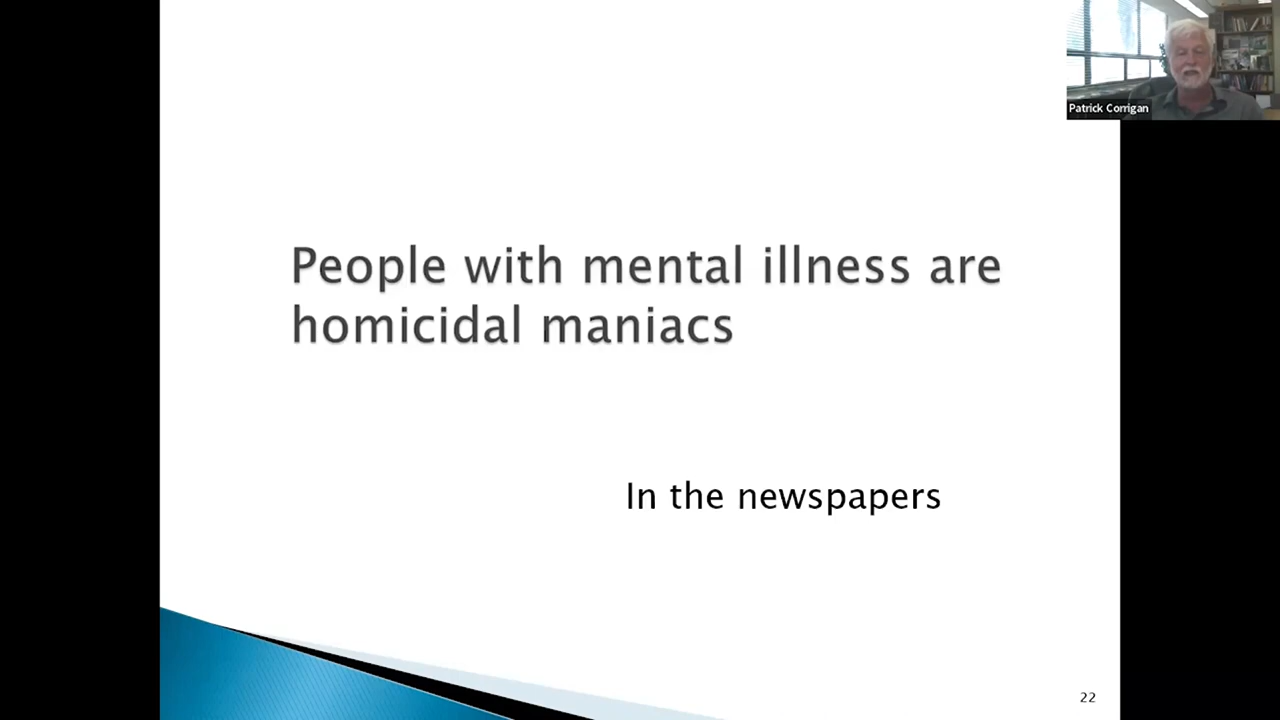 Patrick Corrigan
People with mental illness are
homicidal maniacs
In the newspapers
22